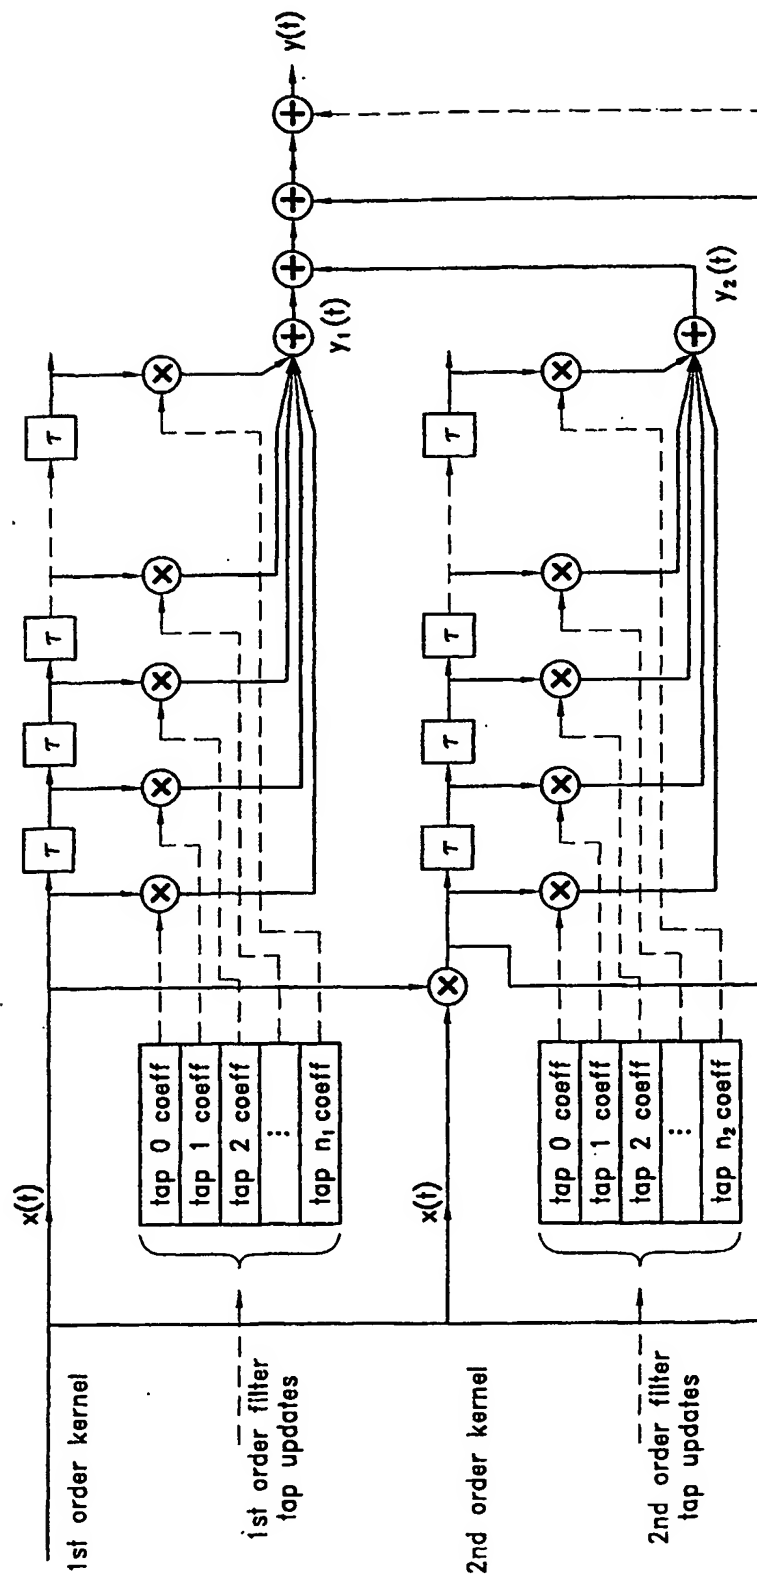 1st order kernel
x(t)
τ
τ
τ
τ
tap 0 coeff
tap 1 coeff
tap 2 coeff
⋮
tap n₁ coeff
1st order filter
tap updates
y₁(t)
y(t)
2nd order kernel
x(t)
τ
τ
τ
τ
tap 0 coeff
tap 1 coeff
tap 2 coeff
⋮
tap n₂ coeff
2nd order filter
tap updates
y₂(t)